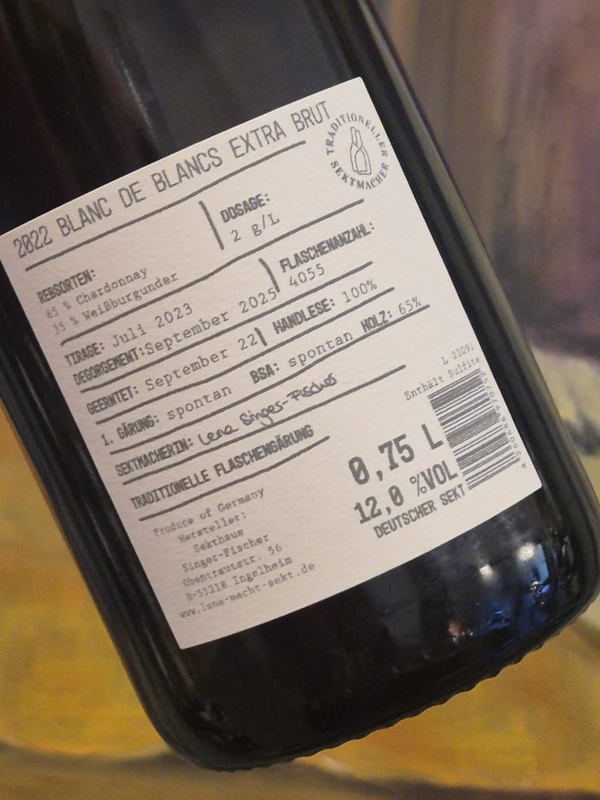 2022 BLANC DE BLANCS EXTRA BRUT
TRADITIONELLER SEKTMACHER
REBSORTEN:
65 % Chardonnay
35 % Weißburgunder
DOSAGE:
2 g/L
TIRAGE: Juli 2023
DEGORGEMENT: September 2025
FLASCHENANZAHL:
4055
GEERNTET: September 22
HANDLESE: 100%
1. GÄRUNG: spontan BSA: spontan HOLZ: 65%
SEKTMACHERIN: Lena Singer-Fischer
TRADITIONELLE FLASCHENGÄRUNG
Produce of Germany
Hersteller:
Sekthaus
Singer-Fischer
Obentrautstr. 56
D-55218 Ingelheim
www.lena-macht-sekt.de
0,75 L
12,0 %VOL
DEUTSCHER SEKT
Enthält Sulfite